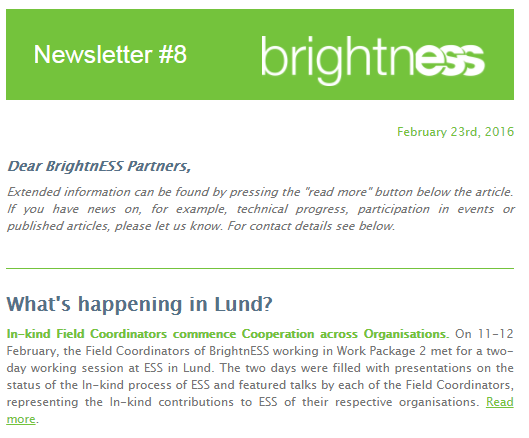 Newsletter #8
brightness
February 23rd, 2016
Dear BrightnESS Partners,
Extended information can be found by pressing the "read more" button below the article.
If you have news on, for example, technical progress, participation in events or
published articles, please let us know. For contact details see below.
What's happening in Lund?
In-kind Field Coordinators commence Cooperation across Organisations. On 11-12
February, the Field Coordinators of BrightnESS working in Work Package 2 met for a two-
day working session at ESS in Lund. The two days were filled with presentations on the
status of the In-kind process of ESS and featured talks by each of the Field Coordinators,
representing the In-kind contributions to ESS of their respective organisations. Read
more.